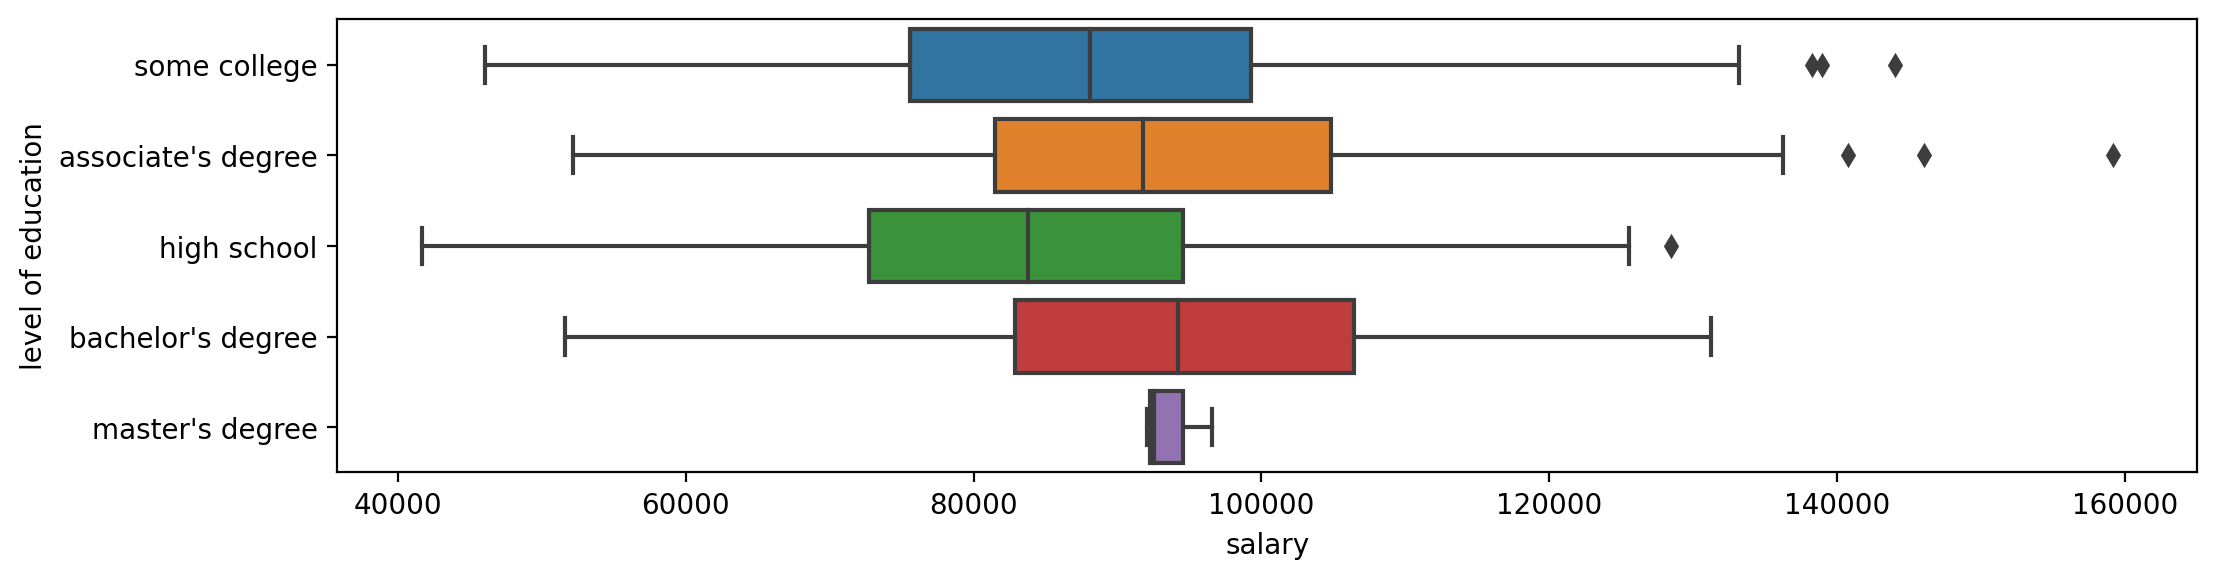 level of education
some college
associate's degree
high school
bachelor's degree
master's degree
40000 60000 80000 100000 120000 140000 160000
salary